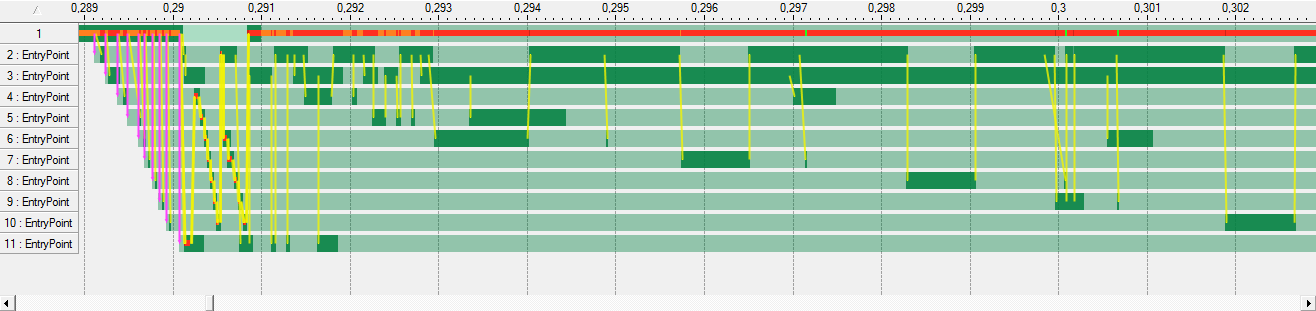 0,289 0,29 0,291 0,292 0,293 0,294 0,295 0,296 0,297 0,298 0,299 0,3 0,301 0,302
1
2 : EntryPoint
3 : EntryPoint
4 : EntryPoint
5 : EntryPoint
6 : EntryPoint
7 : EntryPoint
8 : EntryPoint
9 : EntryPoint
10 : EntryPoint
11 : EntryPoint